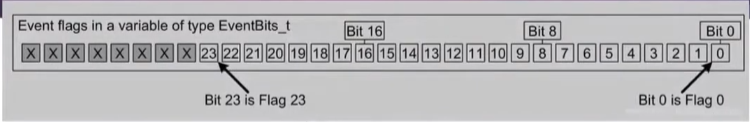 Event flags in a variable of type EventBits_t
Bit 16
Bit 8
Bit 0
X X X X X X X X 23 22 21 20 19 18 17 16 15 14 13 12 11 10 9 8 7 6 5 4 3 2 1 0
Bit 23 is Flag 23
Bit 0 is Flag 0